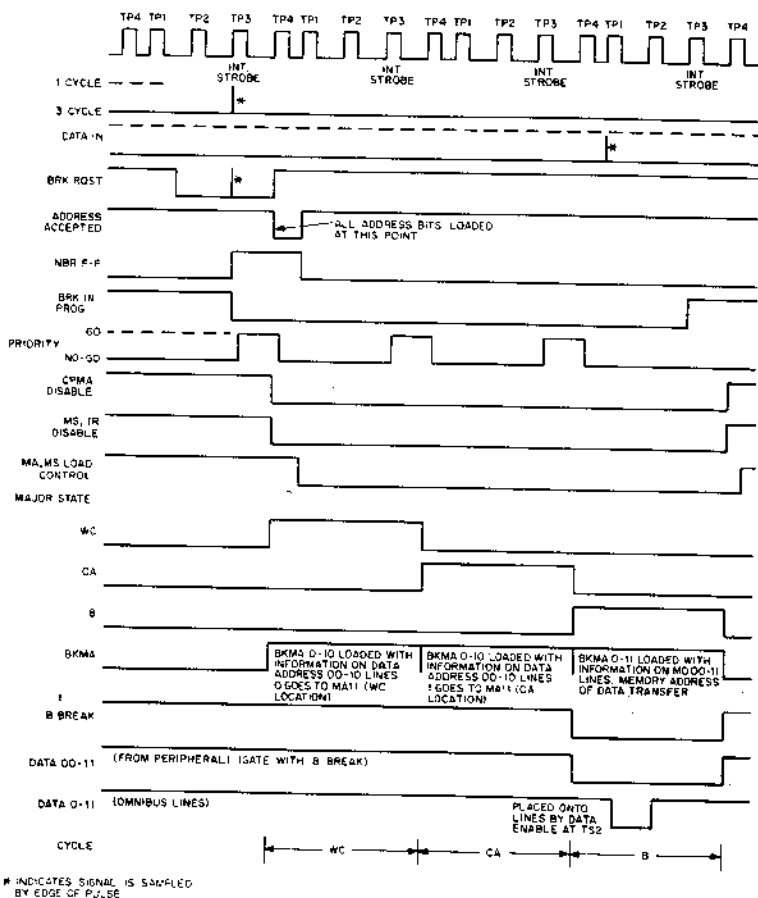 TP4 TP1 TP2 TP3 TP4 TP1 TP2 TP3 TP4 TP1 TP2 TP3 TP4 TP1 TP2 TP3 TP4
INT. STROBE INT STROBE INT STROBE INT STROBE
1 CYCLE
3 CYCLE *
DATA IN *
BRK RQST *
ADDRESS
ACCEPTED
ALL ADDRESS BITS LOADED
AT THIS POINT
NBR F-F
BRK IN
PROG
PRIORITY
GO
NO-GO
CPMA
DISABLE
MS, IR
DISABLE
MA, MS LOAD
CONTROL
MAJOR STATE
WC
CA
B
BKMA
BKMA 0-10 LOADED WITH
INFORMATION ON DATA
ADDRESS 00-10 LINES
0 GOES TO MA11 (WC
LOCATION)
BKMA 0-10 LOADED WITH
INFORMATION ON DATA
ADDRESS 00-10 LINES
1 GOES TO MA11 (CA
LOCATION)
BKMA 0-11 LOADED WITH
INFORMATION ON MD 00-11
LINES. MEMORY ADDRESS
OF DATA TRANSFER
B BREAK
DATA 00-11 (FROM PERIPHERAL) (GATE WITH B BREAK)
DATA 0-11 (OMNIBUS LINES)
PLACED ONTO
LINES BY DATA
ENABLE AT TS2
CYCLE WC CA B
* INDICATES SIGNAL IS SAMPLED
BY EDGE OF PULSE